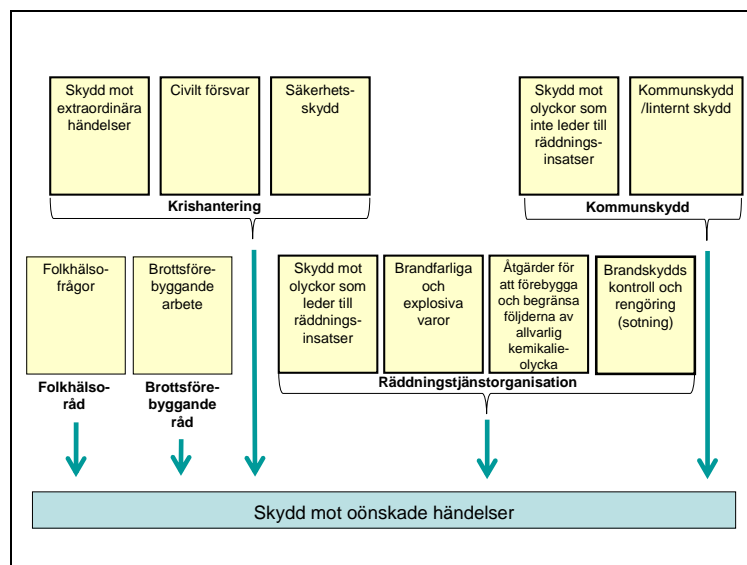 Skydd mot
extraordinära
händelser
Civilt försvar
Säkerhets-
skydd
Krishantering
Skydd mot
olyckor som
inte leder till
räddnings-
insatser
Kommunskydd
/Iinternt skydd
Kommunskydd
Folkhälso-
frågor
Folkhälso-
råd
Brottsföre-
byggande
arbete
Brottsföre-
byggande
råd
Skydd mot
olyckor som
leder till
räddnings-
insatser
Brandfarliga
och
explosiva
varor
Åtgärder för
att förebygga
och begränsa
följderna av
allvarlig
kemikalie-
olycka
Brandskydds
kontroll och
rengöring
(sotning)
Räddningstjänstorganisation
Skydd mot oönskade händelser